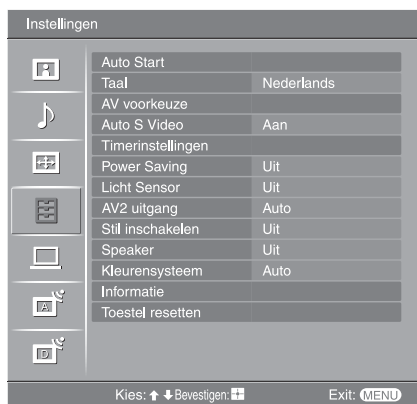 Instellingen
Auto Start
Taal Nederlands
AV voorkeuze
Auto S Video Aan
Timerinstellingen
Power Saving Uit
Licht Sensor Uit
AV2 uitgang Auto
Stil inschakelen Uit
Speaker Uit
Kleurensysteem Auto
Informatie
Toestel resetten
A
D
Kies: ↑ ↓ Bevestigen: Exit: MENU